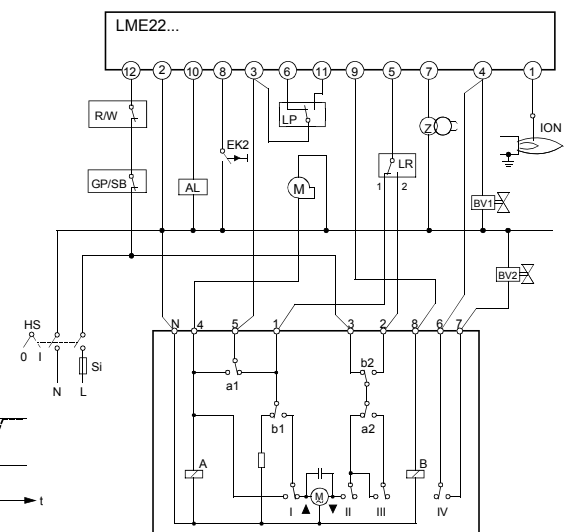 LME22...
12 2 10 8 3 6 11 9 5 7 4 1
R/W
LP
Z
ION
EK2
LR
GP/SB
AL
M
1 2
BV1
BV2
HS
0 I
Si
N L
N 4 5 1 3 2 8 6 7
a1
b2
b1
a2
A
B
M
I II III IV
t